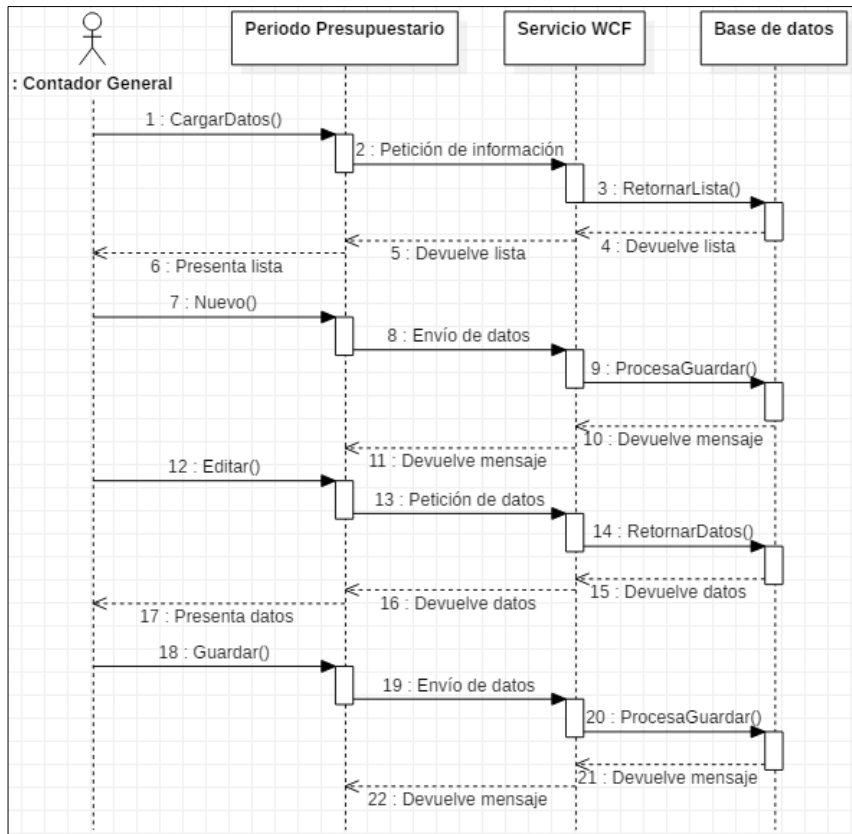 Periodo Presupuestario
Servicio WCF
Base de datos
: Contador General
1 : CargarDatos()
2 : Petición de información
3 : RetornarLista()
4 : Devuelve lista
5 : Devuelve lista
6 : Presenta lista
7 : Nuevo()
8 : Envío de datos
9 : ProcesaGuardar()
10 : Devuelve mensaje
11 : Devuelve mensaje
12 : Editar()
13 : Petición de datos
14 : RetornarDatos()
15 : Devuelve datos
16 : Devuelve datos
17 : Presenta datos
18 : Guardar()
19 : Envío de datos
20 : ProcesaGuardar()
21 : Devuelve mensaje
22 : Devuelve mensaje